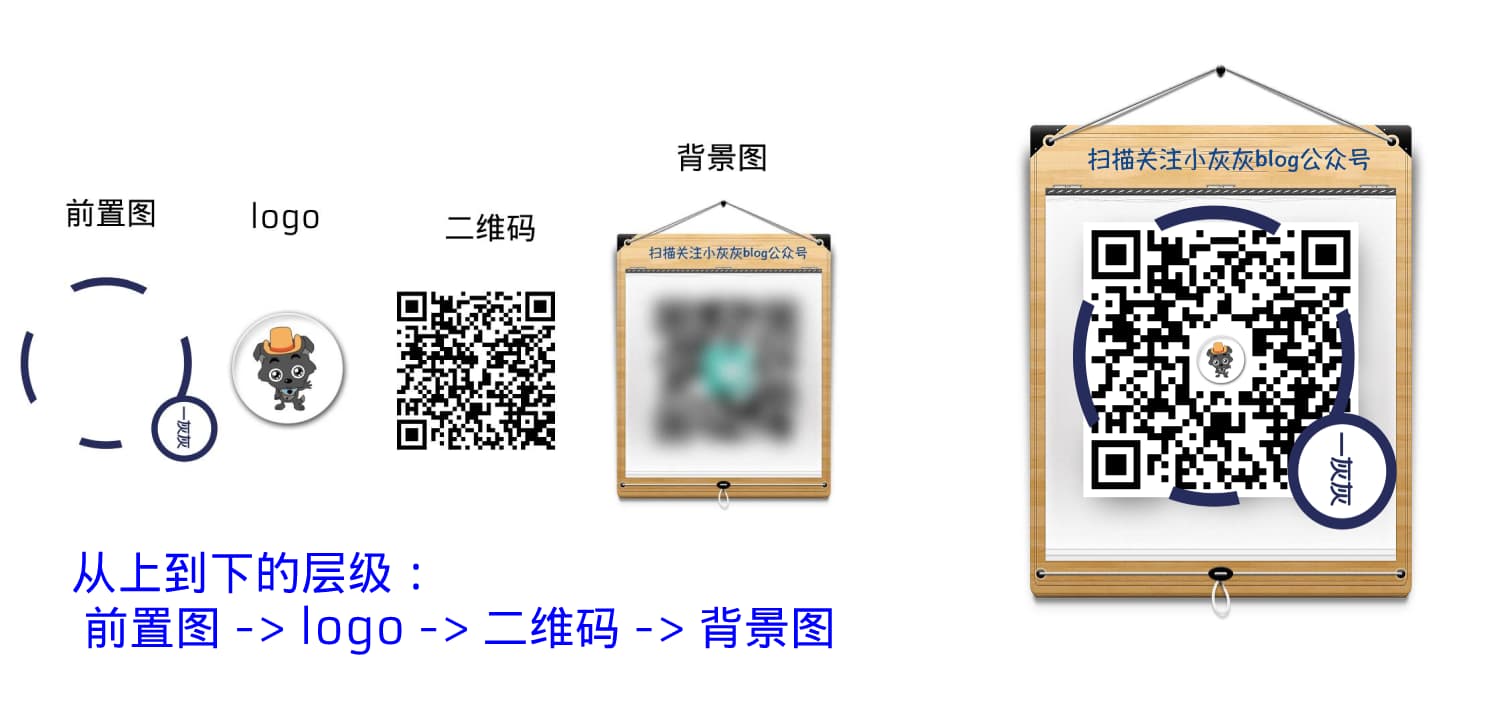 前置图
logo
二维码
背景图
扫描关注小灰灰blog公众号
一灰灰
从上到下的层级：
前置图 -> logo -> 二维码 -> 背景图
扫描关注小灰灰blog公众号
一灰灰